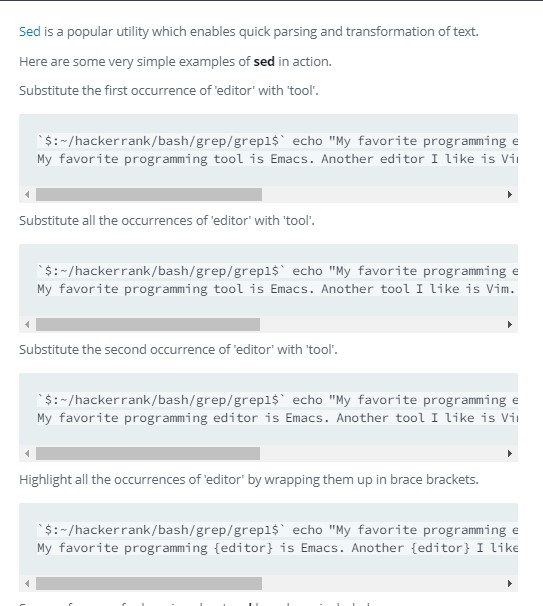 Sed is a popular utility which enables quick parsing and transformation of text.
Here are some very simple examples of sed in action.
Substitute the first occurrence of 'editor' with 'tool'.
`$:~/hackerrank/bash/grep/grep1$` echo "My favorite programming e
My favorite programming tool is Emacs. Another editor I like is Vi
Substitute all the occurrences of 'editor' with 'tool'.
`$:~/hackerrank/bash/grep/grep1$` echo "My favorite programming e
My favorite programming tool is Emacs. Another tool I like is Vim.
Substitute the second occurrence of 'editor' with 'tool'.
`$:~/hackerrank/bash/grep/grep1$` echo "My favorite programming e
My favorite programming editor is Emacs. Another tool I like is Vi
Highlight all the occurrences of 'editor' by wrapping them up in brace brackets.
`$:~/hackerrank/bash/grep/grep1$` echo "My favorite programming e
My favorite programming {editor} is Emacs. Another {editor} I like